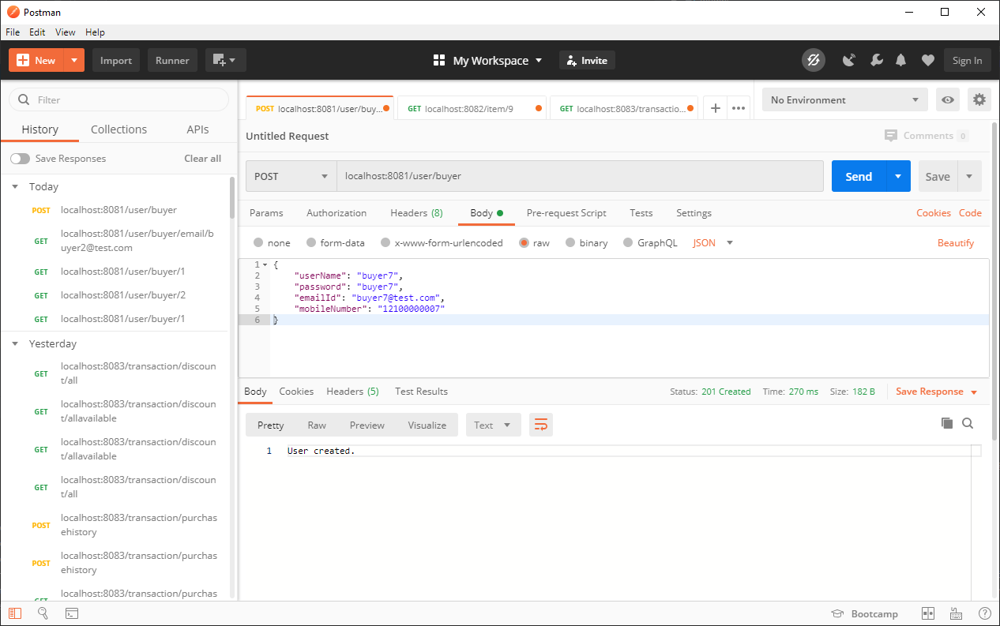 Postman
File Edit View Help
New Import Runner My Workspace Invite Sign In
Filter
History Collections APIs
Save Responses Clear all
Today
POST localhost:8081/user/buyer
GET localhost:8081/user/buyer/email/b
uyer2@test.com
GET localhost:8081/user/buyer/1
GET localhost:8081/user/buyer/2
GET localhost:8081/user/buyer/1
Yesterday
GET localhost:8083/transaction/discoun
t/all
GET localhost:8083/transaction/discoun
t/allavailable
GET localhost:8083/transaction/discoun
t/allavailable
GET localhost:8083/transaction/discoun
t/all
POST localhost:8083/transaction/purchas
ehistory
POST localhost:8083/transaction/purchas
ehistory
GET localhost:8083/transaction/purchas
POST localhost:8081/user/buy... GET localhost:8082/item/9 GET localhost:8083/transactio... + ••• No Environment
Untitled Request Comments 0
POST localhost:8081/user/buyer Send Save
Params Authorization Headers (8) Body Pre-request Script Tests Settings Cookies Code
none form-data x-www-form-urlencoded raw binary GraphQL JSON Beautify
1 {
2 "userName": "buyer7",
3 "password": "buyer7",
4 "emailId": "buyer7@test.com",
5 "mobileNumber": "12100000007"
6 }
Body Cookies Headers (5) Test Results Status: 201 Created Time: 270 ms Size: 182 B Save Response
Pretty Raw Preview Visualize Text
1 User created.
Bootcamp